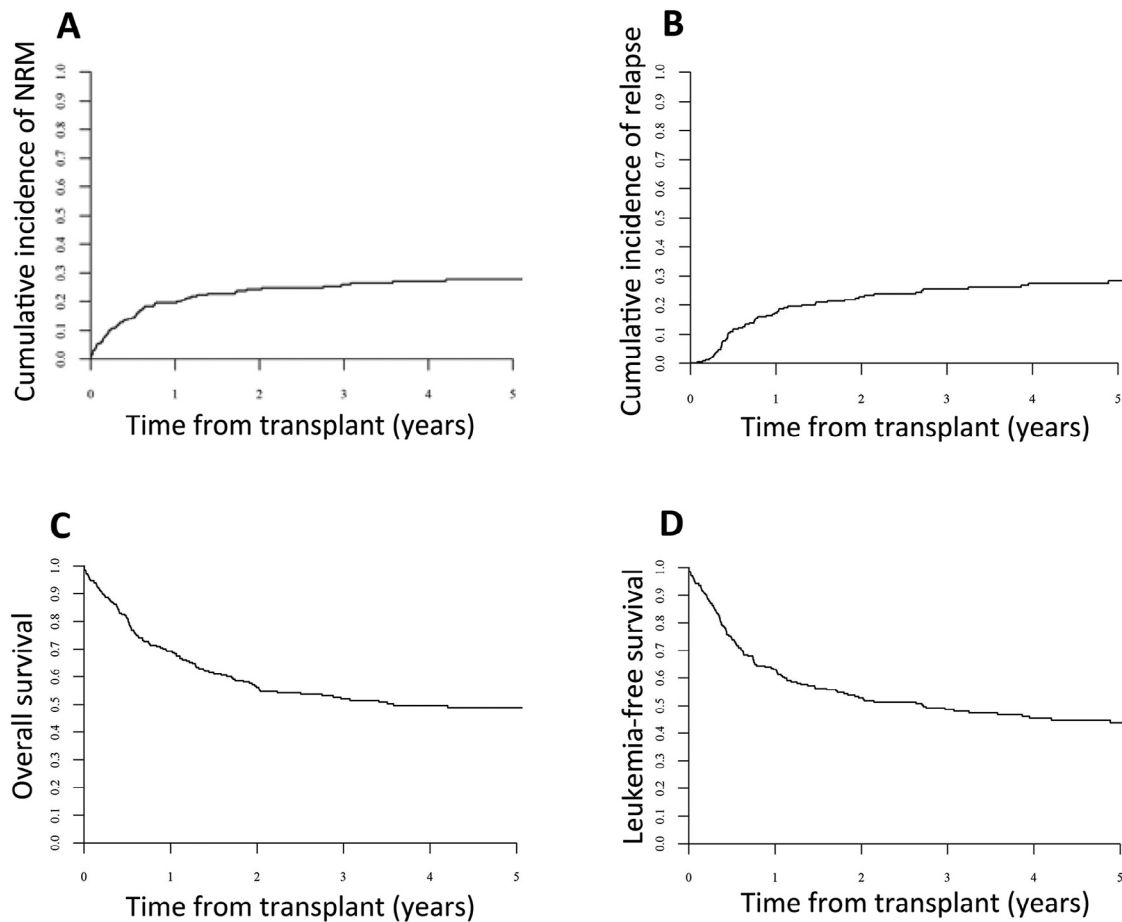 A
Cumulative incidence of NRM
1.0
0.9
0.8
0.7
0.6
0.5
0.4
0.3
0.2
0.1
0.0
0 1 2 3 4 5
Time from transplant (years)
B
Cumulative incidence of relapse
1.0
0.9
0.8
0.7
0.6
0.5
0.4
0.3
0.2
0.1
0.0
0 1 2 3 4 5
Time from transplant (years)
C
Overall survival
1.0
0.9
0.8
0.7
0.6
0.5
0.4
0.3
0.2
0.1
0.0
0 1 2 3 4 5
Time from transplant (years)
D
Leukemia-free survival
1.0
0.9
0.8
0.7
0.6
0.5
0.4
0.3
0.2
0.1
0.0
0 1 2 3 4 5
Time from transplant (years)